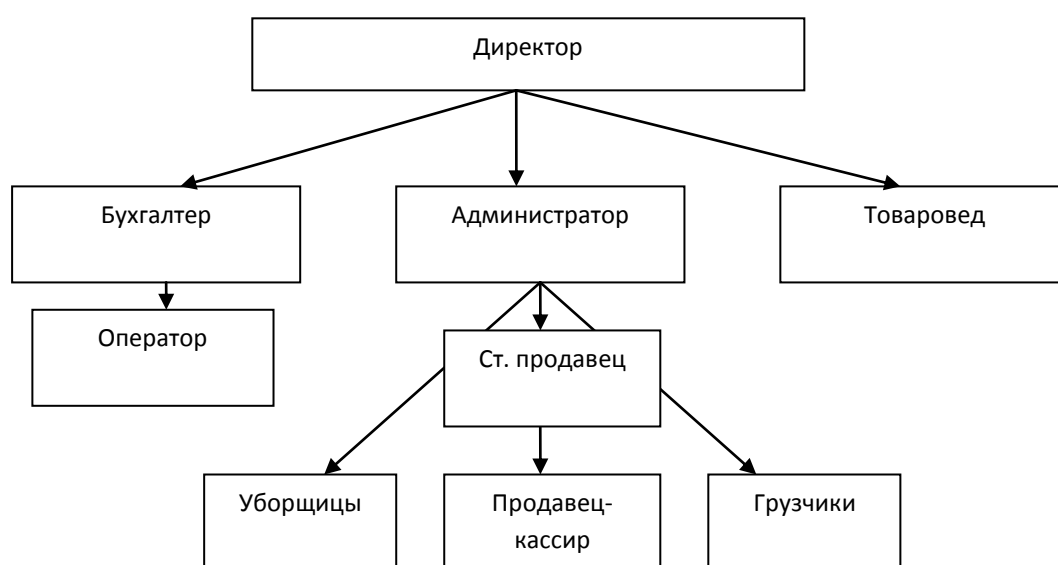 Директор
Бухгалтер
Администратор
Товаровед
Оператор
Ст. продавец
Уборщицы
Продавец-
кассир
Грузчики